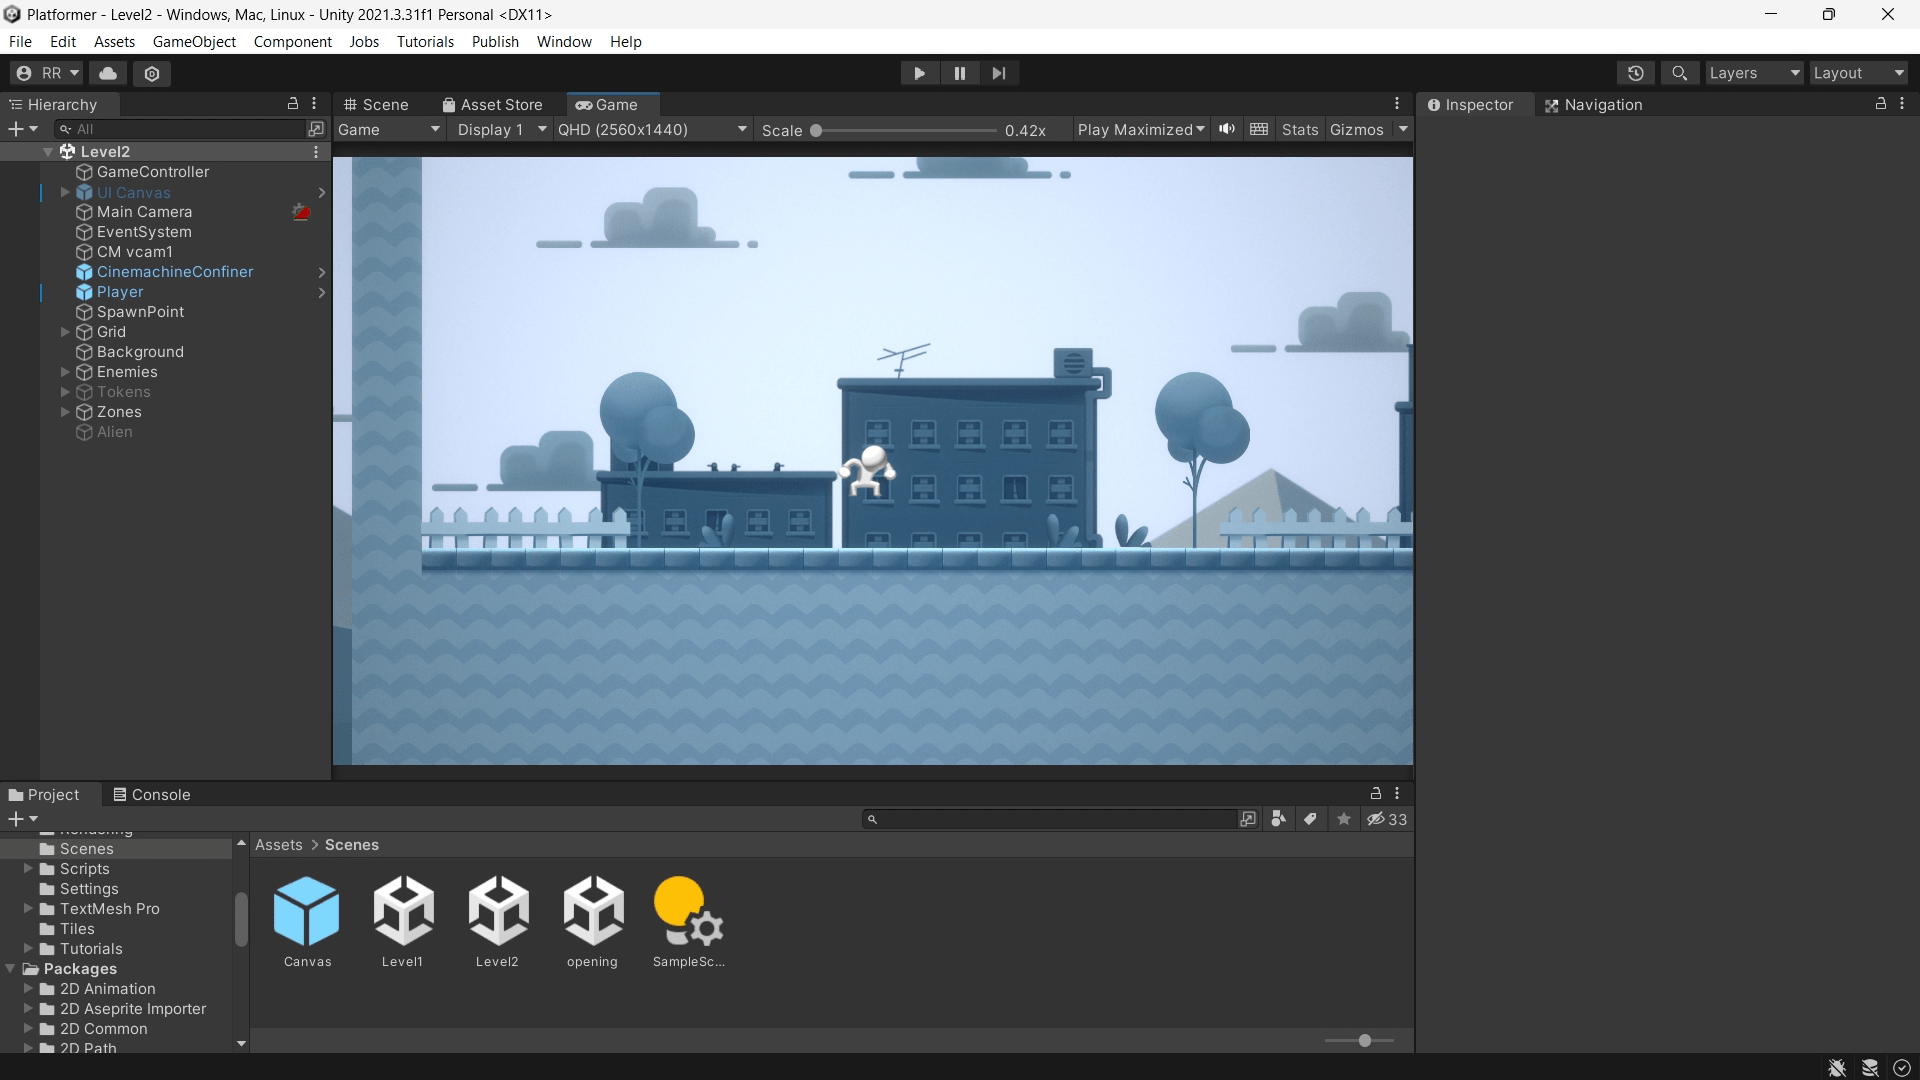 Platformer - Level2 - Windows, Mac, Linux - Unity 2021.3.31f1 Personal <DX11>
File Edit Assets GameObject Component Jobs Tutorials Publish Window Help
RR
Layers
Layout
Hierarchy
All
Level2
GameController
UI Canvas
Main Camera
EventSystem
CM vcam1
CinemachineConfiner
Player
SpawnPoint
Grid
Background
Enemies
Tokens
Zones
Alien
Scene Asset Store Game
Game Display 1 QHD (2560x1440) Scale 0.42x Play Maximized Stats Gizmos
Inspector Navigation
Project Console
33
Rendering
Scenes
Scripts
Settings
TextMesh Pro
Tiles
Tutorials
Packages
2D Animation
2D Aseprite Importer
2D Common
2D Path
Assets > Scenes
Canvas Level1 Level2 opening SampleSc...